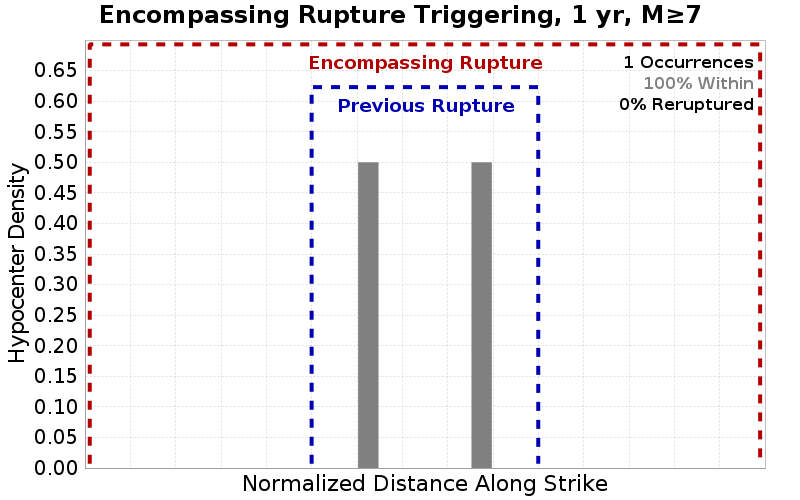 Encompassing Rupture Triggering, 1 yr, M≥7
Encompassing Rupture
Previous Rupture
1 Occurrences
100% Within
0% Reruptured
Hypocenter Density
0.65
0.60
0.55
0.50
0.45
0.40
0.35
0.30
0.25
0.20
0.15
0.10
0.05
0.00
Normalized Distance Along Strike